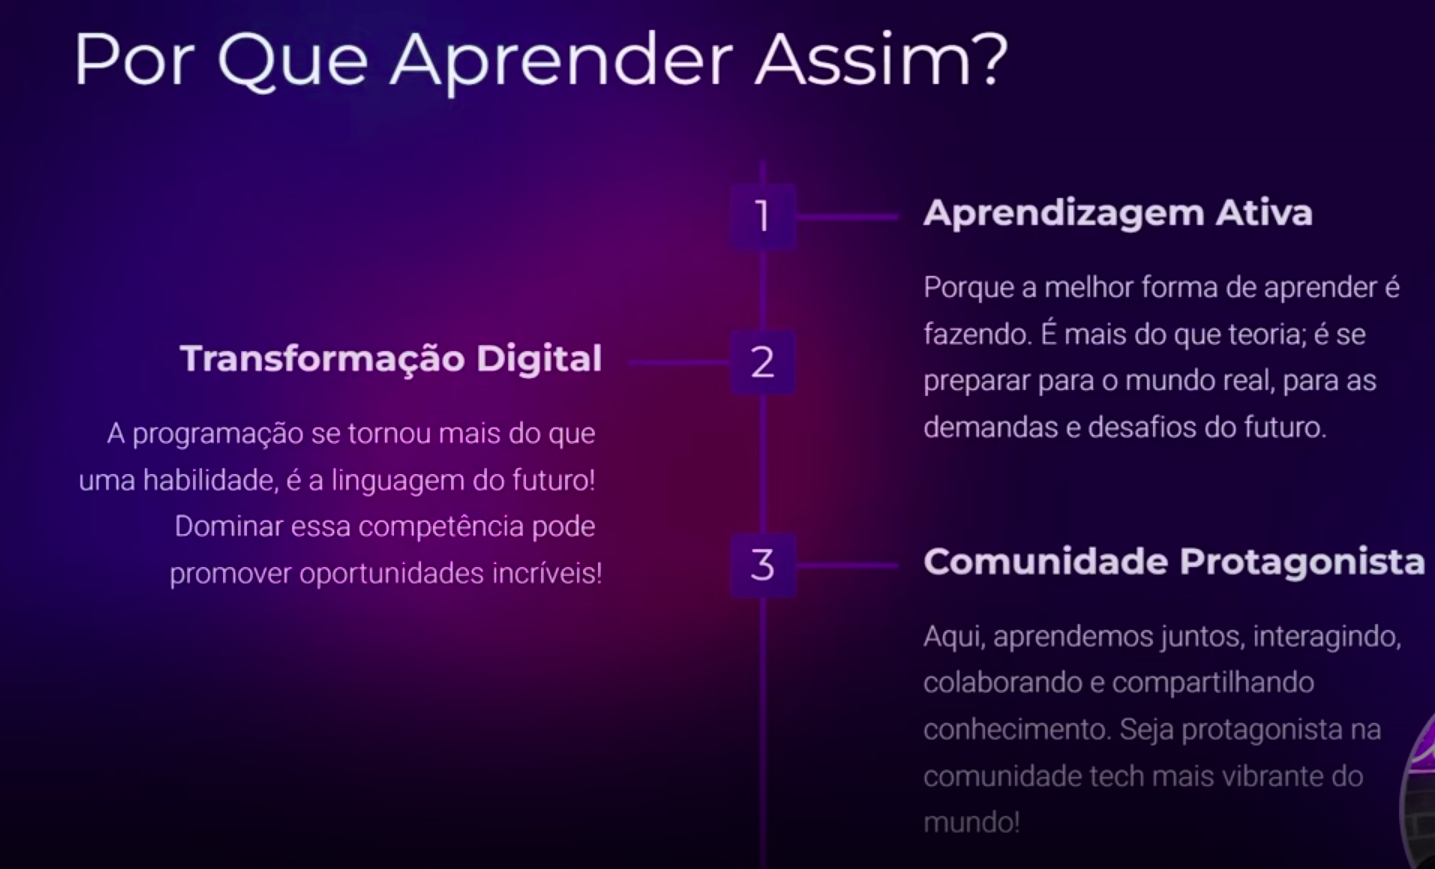 Por Que Aprender Assim?
1
Aprendizagem Ativa
Porque a melhor forma de aprender é
fazendo. É mais do que teoria; é se
preparar para o mundo real, para as
demandas e desafios do futuro.
2
Transformação Digital
A programação se tornou mais do que
uma habilidade, é a linguagem do futuro!
Dominar essa competência pode
promover oportunidades incríveis!
3
Comunidade Protagonista
Aqui, aprendemos juntos, interagindo,
colaborando e compartilhando
conhecimento. Seja protagonista na
comunidade tech mais vibrante do
mundo!